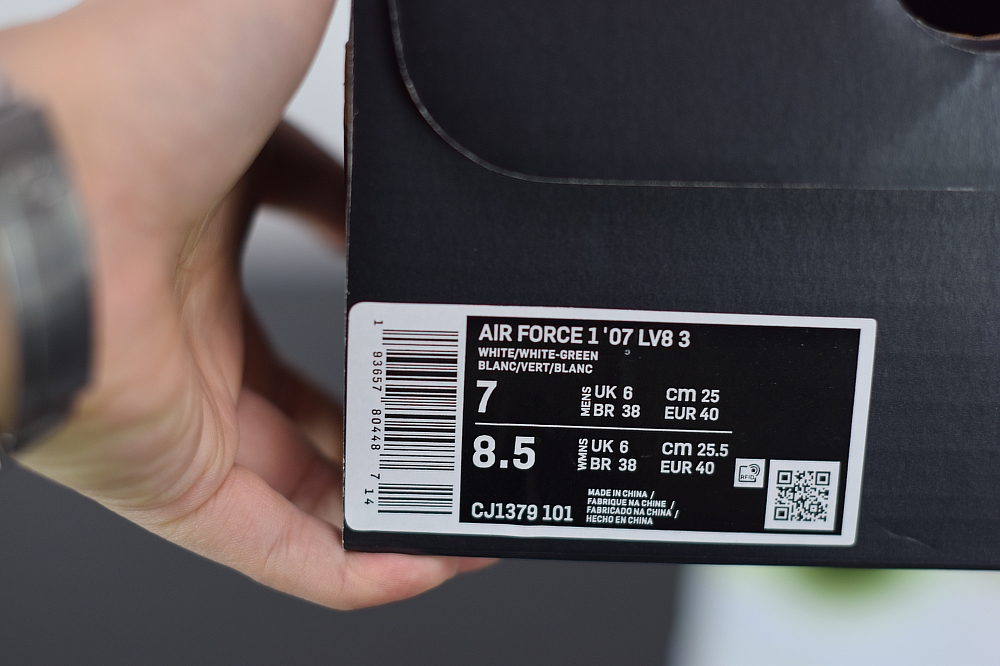 AIR FORCE 1 '07 LV8 3
WHITE/WHITE-GREEN
BLANC/VERT/BLANC
7 MENS UK 6 cm 25
BR 38 EUR 40
8.5 WMNS UK 6 cm 25.5
BR 38 EUR 40
RFID
CJ1379 101
MADE IN CHINA /
FABRIQUE NA CHINE /
FABRICADO NA CHINA /
HECHO EN CHINA
1 93657 80448 7 14